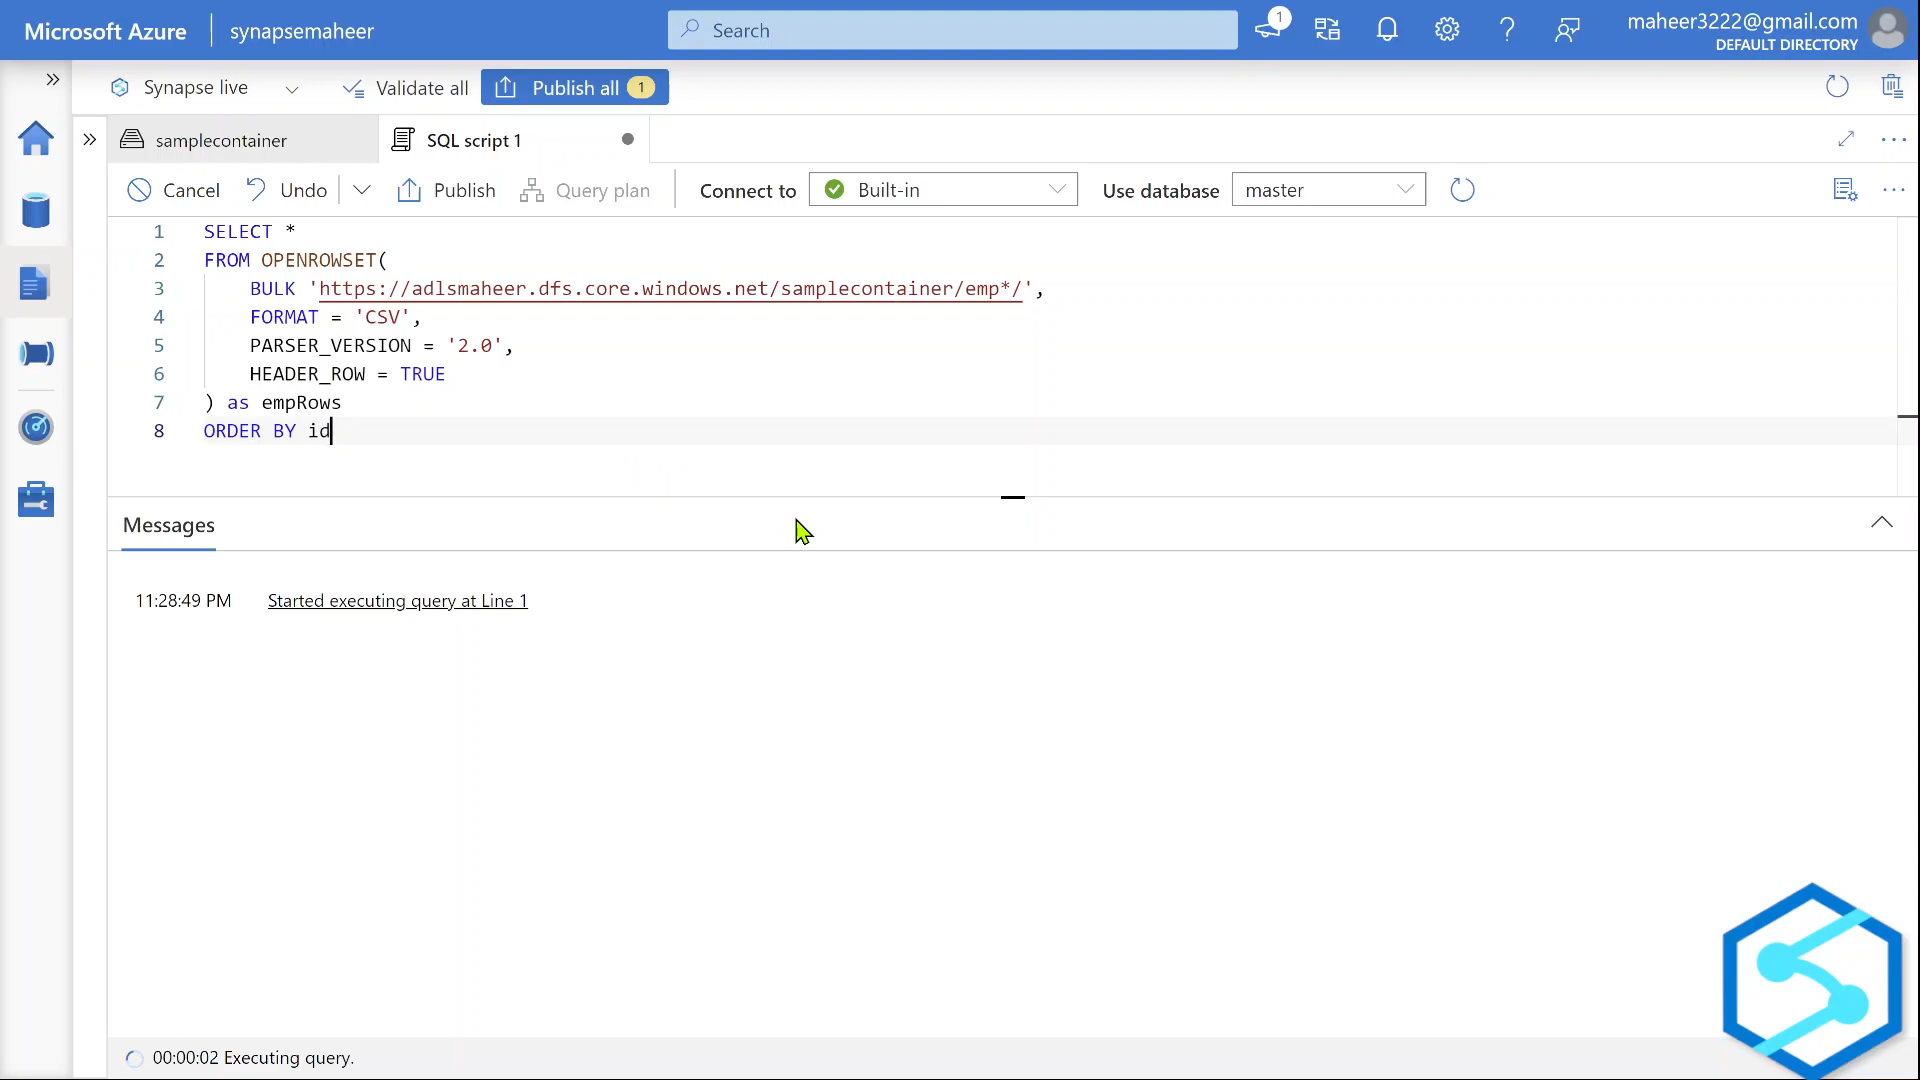 Microsoft Azure
synapsemaheer
Search
1
maheer3222@gmail.com
DEFAULT DIRECTORY
Synapse live
Validate all
Publish all 1
samplecontainer
SQL script 1
Cancel
Undo
Publish
Query plan
Connect to
Built-in
Use database
master
1 SELECT *
2 FROM OPENROWSET(
3 BULK 'https://adlsmaheer.dfs.core.windows.net/samplecontainer/emp*/',
4 FORMAT = 'CSV',
5 PARSER_VERSION = '2.0',
6 HEADER_ROW = TRUE
7 ) as empRows
8 ORDER BY id
Messages
11:28:49 PM Started executing query at Line 1
00:00:02 Executing query.